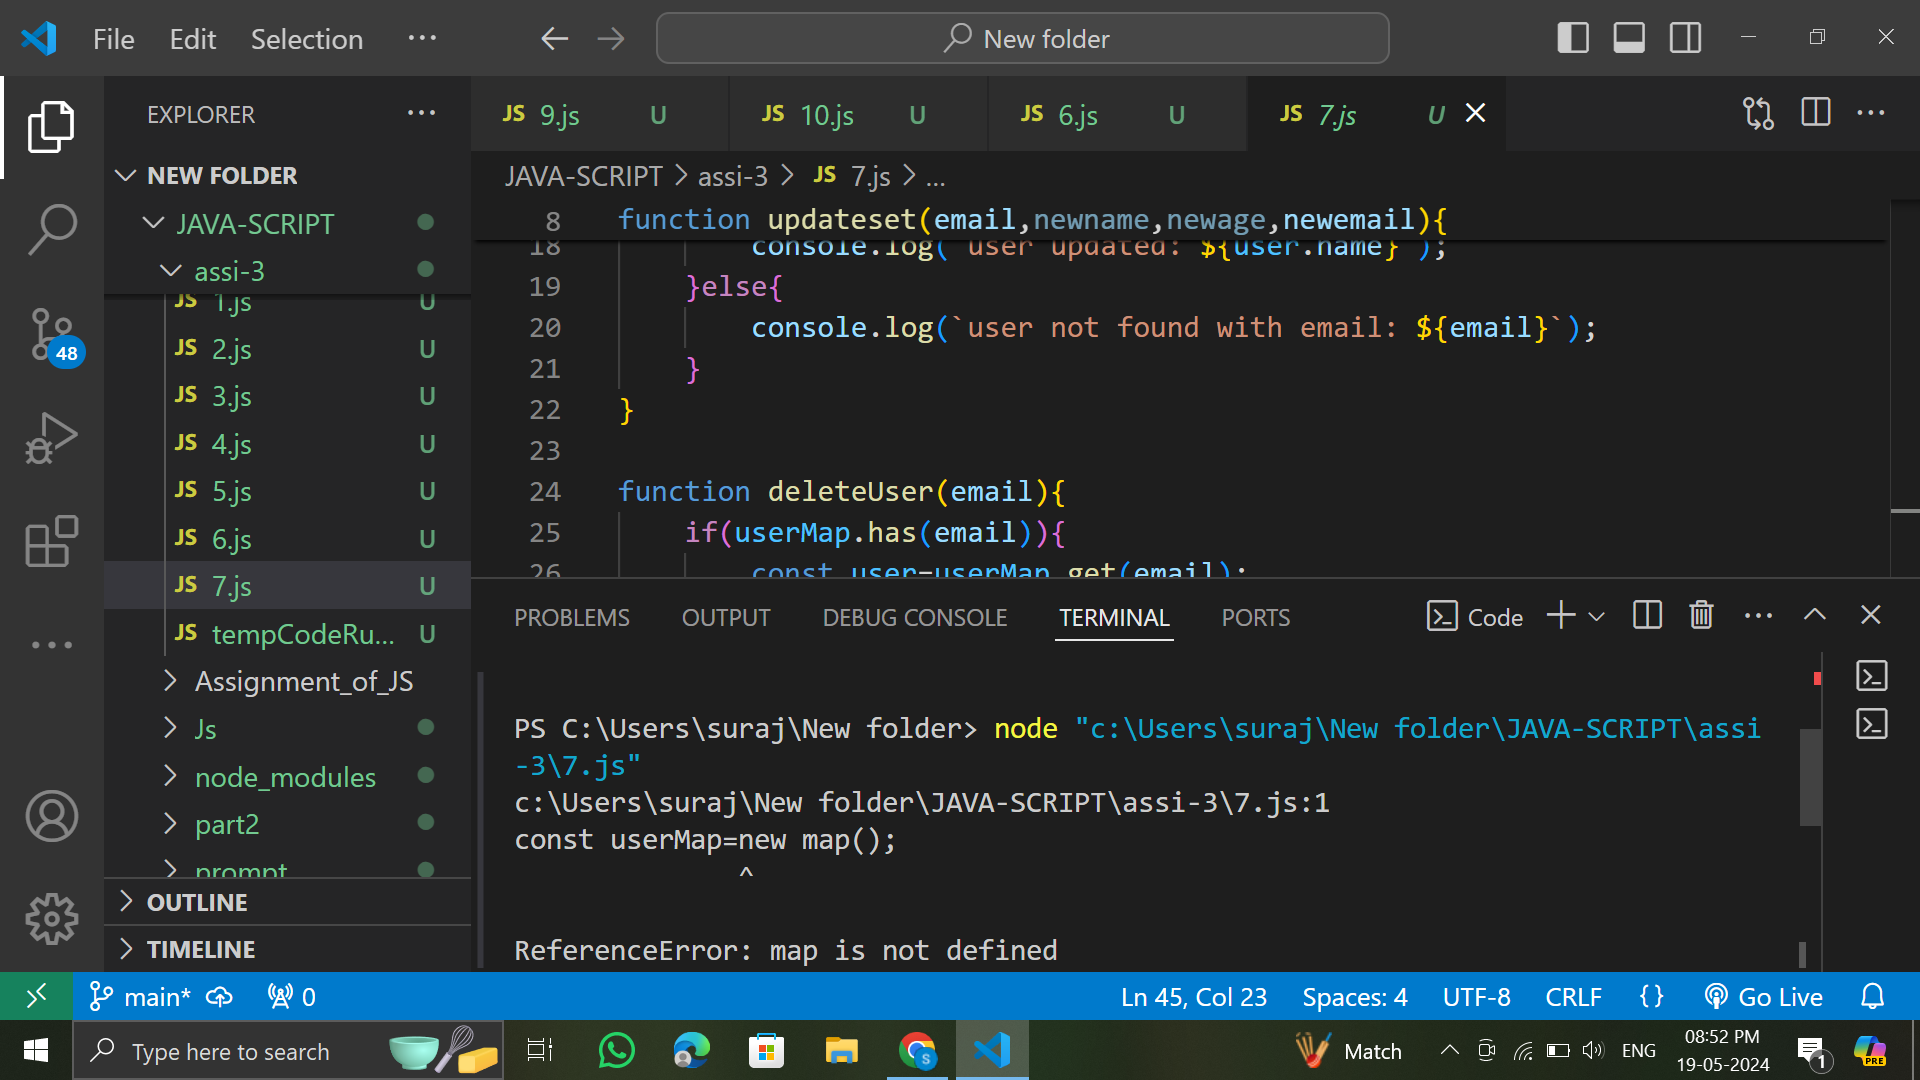 File Edit Selection ...
New folder
EXPLORER ...
NEW FOLDER
JAVA-SCRIPT
assi-3
JS 1.js U
JS 2.js U
JS 3.js U
JS 4.js U
JS 5.js U
JS 6.js U
JS 7.js U
JS tempCodeRu... U
Assignment_of_JS
Js
node_modules
part2
prompt
OUTLINE
TIMELINE
48
JS 9.js U
JS 10.js U
JS 6.js U
JS 7.js U
JAVA-SCRIPT > assi-3 > JS 7.js > ...
8 function updateset(email,newname,newage,newemail){
18 console.log(`user updated: ${user.name}`);
19 }else{
20 console.log(`user not found with email: ${email}`);
21 }
22 }
23
24 function deleteUser(email){
25 if(userMap.has(email)){
26 const user=userMap.get(email);
PROBLEMS OUTPUT DEBUG CONSOLE TERMINAL PORTS
Code
PS C:\Users\suraj\New folder> node "c:\Users\suraj\New folder\JAVA-SCRIPT\assi
-3\7.js"
c:\Users\suraj\New folder\JAVA-SCRIPT\assi-3\7.js:1
const userMap=new map();
^
ReferenceError: map is not defined
main* 0 Ln 45, Col 23 Spaces: 4 UTF-8 CRLF {} Go Live
Type here to search
S
Match
ENG
08:52 PM
19-05-2024
1
PRE